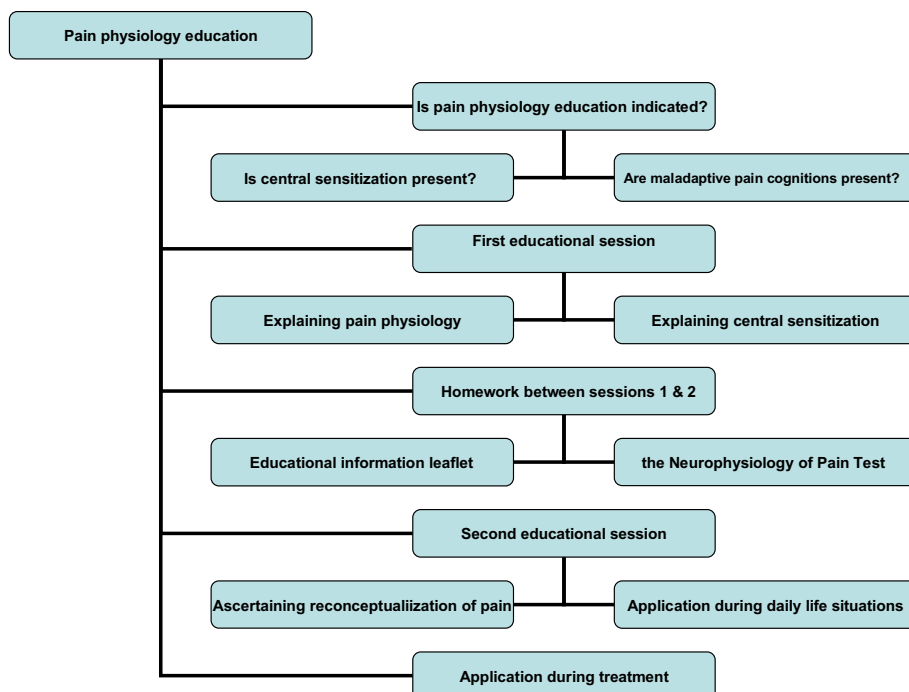 Pain physiology education
Is pain physiology education indicated?
Is central sensitization present?
Are maladaptive pain cognitions present?
First educational session
Explaining pain physiology
Explaining central sensitization
Homework between sessions 1 & 2
Educational information leaflet
the Neurophysiology of Pain Test
Second educational session
Ascertaining reconceptualiization of pain
Application during daily life situations
Application during treatment